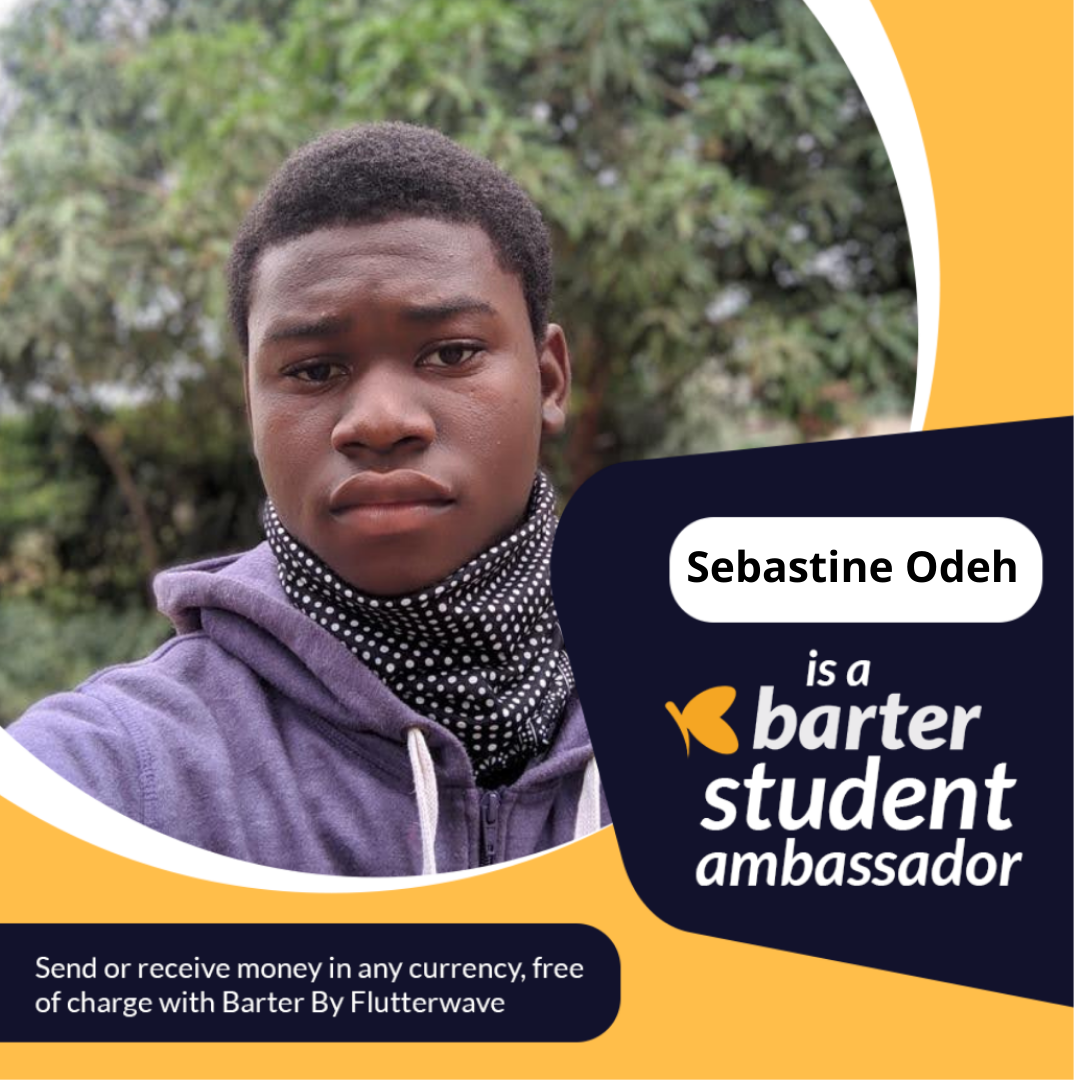 Sebastine Odeh
is a
barter
student
ambassador
Send or receive money in any currency, free
of charge with Barter By Flutterwave